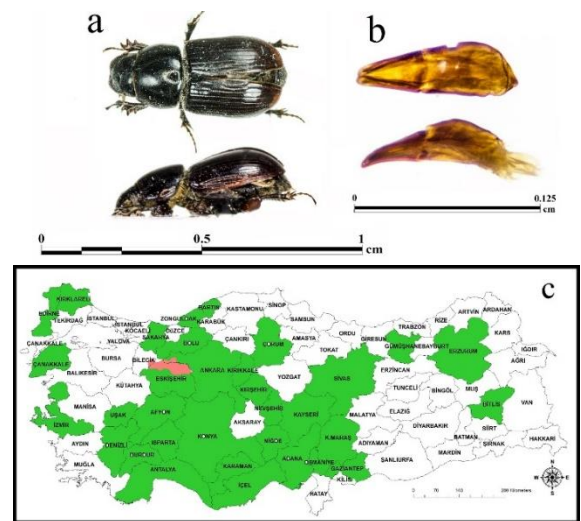 a
b
0 0.5 1
cm
0 0.125
cm
c
KIRKLARELİ
EDİRNE
TEKİRDAĞ
İSTANBUL
İSTANBUL
KOCAELİ
YALOVA
SAKARYA
DÜZCE
ZONGULDAK
BARTIN
KARABÜK
KASTAMONU
SİNOP
SAMSUN
ORDU
GİRESUN
TRABZON
RİZE
ARTVİN
ARDAHAN
KARS
IĞDIR
AĞRI
ÇANAKKALE
ÇANAKKALE
BALIKESİR
BURSA
BİLECİK
BOLU
ÇANKIRI
ÇORUM
AMASYA
TOKAT
GÜMÜŞHANE
BAYBURT
ERZURUM
ERZİNCAN
KÜTAHYA
ESKİŞEHİR
ANKARA
KIRIKKALE
YOZGAT
SİVAS
TUNCELİ
BİNGÖL
MUŞ
BİTLİS
VAN
MANİSA
İZMİR
UŞAK
AFYON
KIRŞEHİR
NEVŞEHİR
AKSARAY
KAYSERİ
MALATYA
ELAZIĞ
DİYARBAKIR
BATMAN
SİİRT
ŞIRNAK
HAKKARİ
AYDIN
DENİZLİ
ISPARTA
BURDUR
KONYA
NİĞDE
K.MARAŞ
ADIYAMAN
MARDİN
ŞANLIURFA
MUĞLA
ANTALYA
KARAMAN
İÇEL
ADANA
OSMANİYE
GAZİANTEP
KİLİS
HATAY
N
W E
S